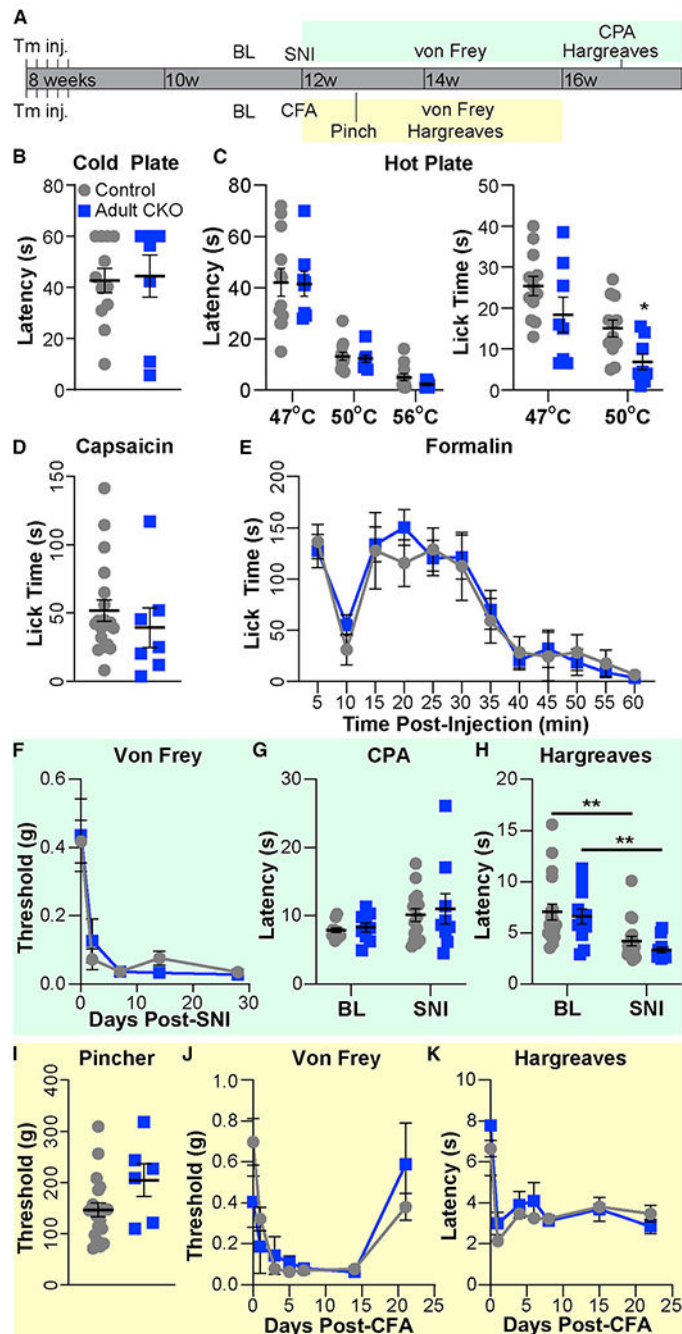 A
CPA
Tm inj. BL SNI von Frey Hargreaves
8 weeks 10w 12w 14w 16w
Tm inj. BL CFA von Frey
Pinch Hargreaves
B Cold Plate
Control
Adult CKO
Latency (s)
80
60
40
20
0
C Hot Plate
Latency (s)
80
60
40
20
0
47°C 50°C 56°C
Lick Time (s)
50
40
30
20
10
0
*
47°C 50°C
D Capsaicin
Lick Time (s)
150
100
50
0
E Formalin
Lick Time (s)
200
150
100
50
0
5 10 15 20 25 30 35 40 45 50 55 60
Time Post-Injection (min)
F Von Frey
Threshold (g)
0.6
0.4
0.2
0.0
0 10 20 30
Days Post-SNI
G CPA
Latency (s)
30
20
10
0
BL SNI
H Hargreaves
Latency (s)
20
15
10
5
0
**
**
BL SNI
I Pincher
Threshold (g)
400
300
200
100
0
J Von Frey
Threshold (g)
1.0
0.8
0.6
0.4
0.2
0.0
0 5 10 15 20 25
Days Post-CFA
K Hargreaves
Latency (s)
8
6
4
2
0
0 5 10 15 20 25
Days Post-CFA